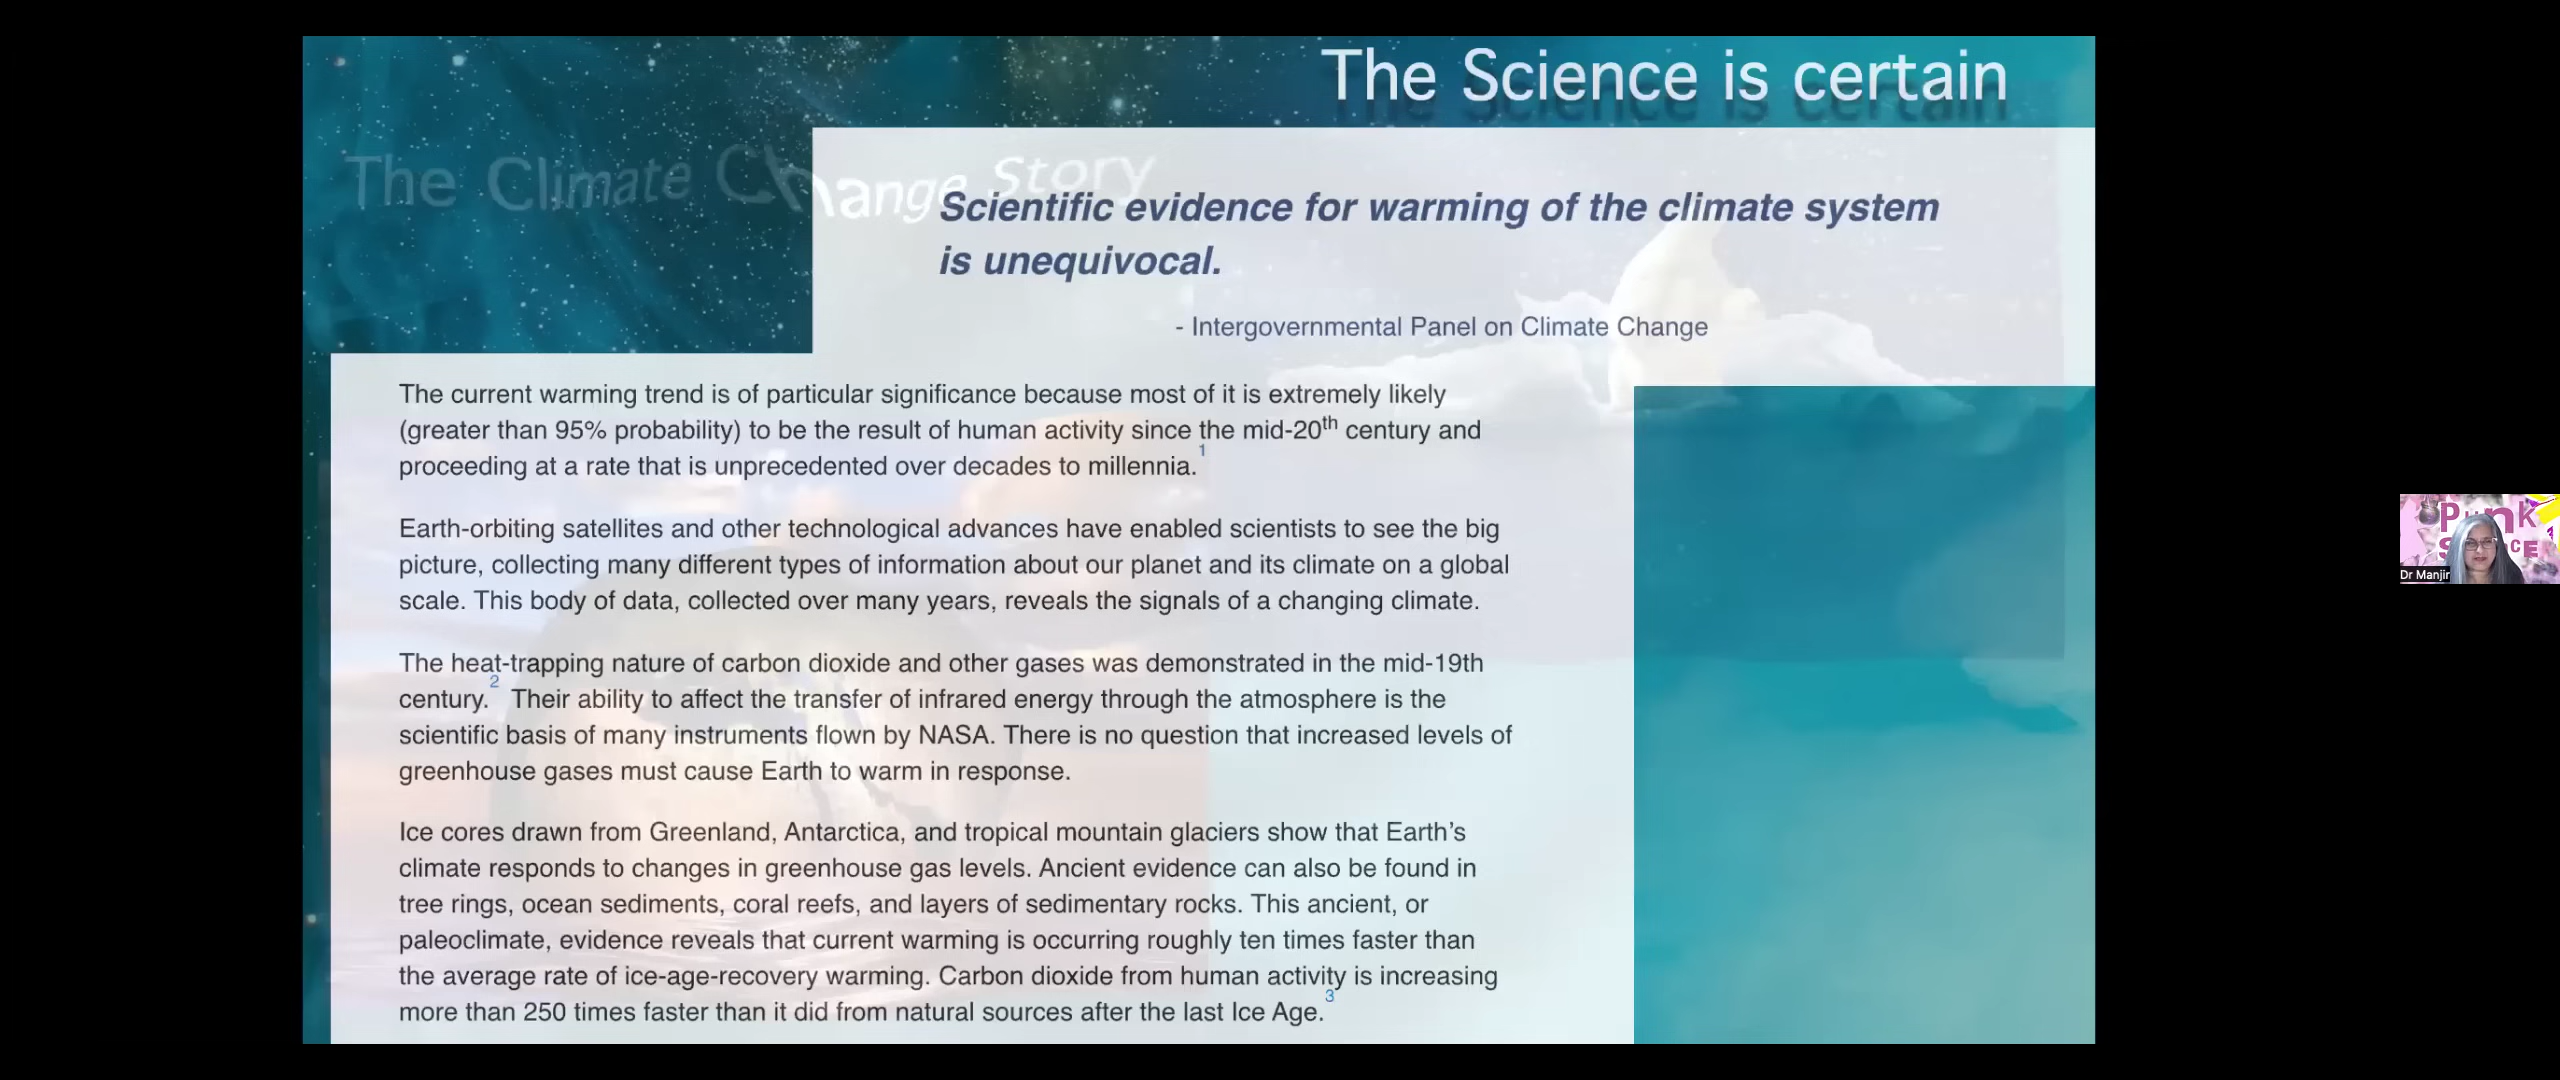 The Science is certain
The Climate Change Story
Scientific evidence for warming of the climate system
is unequivocal.
- Intergovernmental Panel on Climate Change
The current warming trend is of particular significance because most of it is extremely likely
(greater than 95% probability) to be the result of human activity since the mid-20th century and
proceeding at a rate that is unprecedented over decades to millennia.1
Earth-orbiting satellites and other technological advances have enabled scientists to see the big
picture, collecting many different types of information about our planet and its climate on a global
scale. This body of data, collected over many years, reveals the signals of a changing climate.
The heat-trapping nature of carbon dioxide and other gases was demonstrated in the mid-19th
century.2 Their ability to affect the transfer of infrared energy through the atmosphere is the
scientific basis of many instruments flown by NASA. There is no question that increased levels of
greenhouse gases must cause Earth to warm in response.
Ice cores drawn from Greenland, Antarctica, and tropical mountain glaciers show that Earth’s
climate responds to changes in greenhouse gas levels. Ancient evidence can also be found in
tree rings, ocean sediments, coral reefs, and layers of sedimentary rocks. This ancient, or
paleoclimate, evidence reveals that current warming is occurring roughly ten times faster than
the average rate of ice-age-recovery warming. Carbon dioxide from human activity is increasing
more than 250 times faster than it did from natural sources after the last Ice Age.3
Punk
Dr Manjir